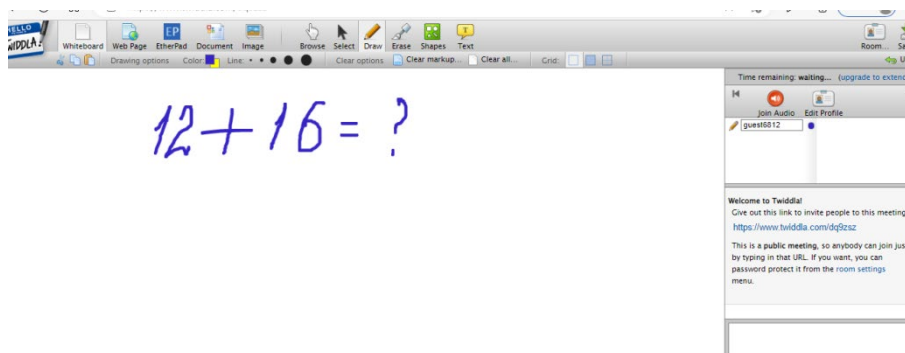 HELLO
TWIDDLA!
Whiteboard Web Page EtherPad Document Image Browse Select Draw Erase Shapes Text
EP
T
Room...
Drawing options Color: Line: Clear options Clear markup... Clear all... Grid:
12+16= ?
Time remaining: waiting... (upgrade to extend
Join Audio Edit Profile
guest6812
Welcome to Twiddla!
Give out this link to invite people to this meeting
https://www.twiddla.com/dq9zsz
This is a public meeting, so anybody can join jus
by typing in that URL. If you want, you can
password protect it from the room settings
menu.